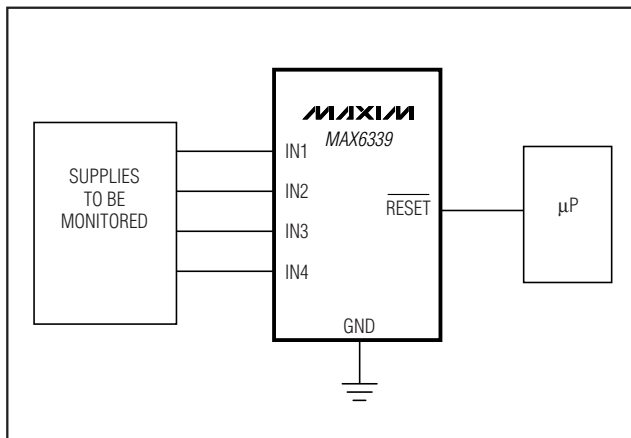 MAXIM
MAX6339
SUPPLIES
TO BE
MONITORED
IN1
IN2
IN3
IN4
RESET
GND
μP